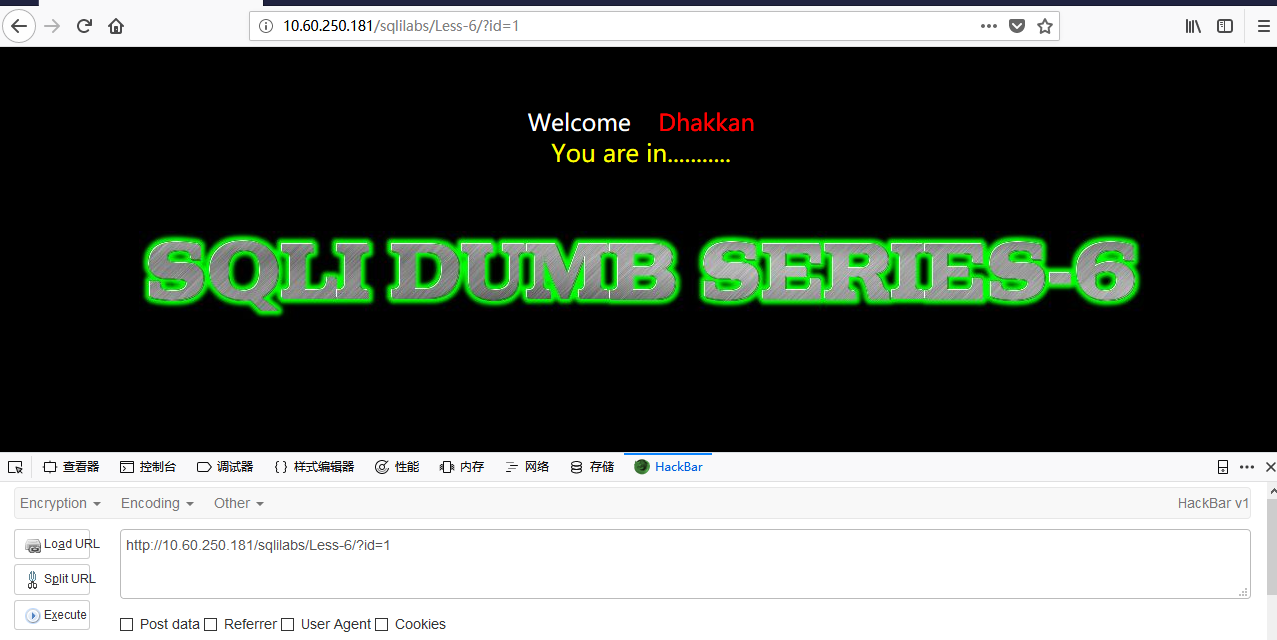 10.60.250.181/sqlilabs/Less-6/?id=1
Welcome Dhakkan
You are in...........
SQLI DUMB SERIES-6
查看器 控制台 调试器 {} 样式编辑器 性能 内存 网络 存储 HackBar
Encryption Encoding Other HackBar v1
Load URL
http://10.60.250.181/sqlilabs/Less-6/?id=1
Split URL
Execute
Post data Referrer User Agent Cookies